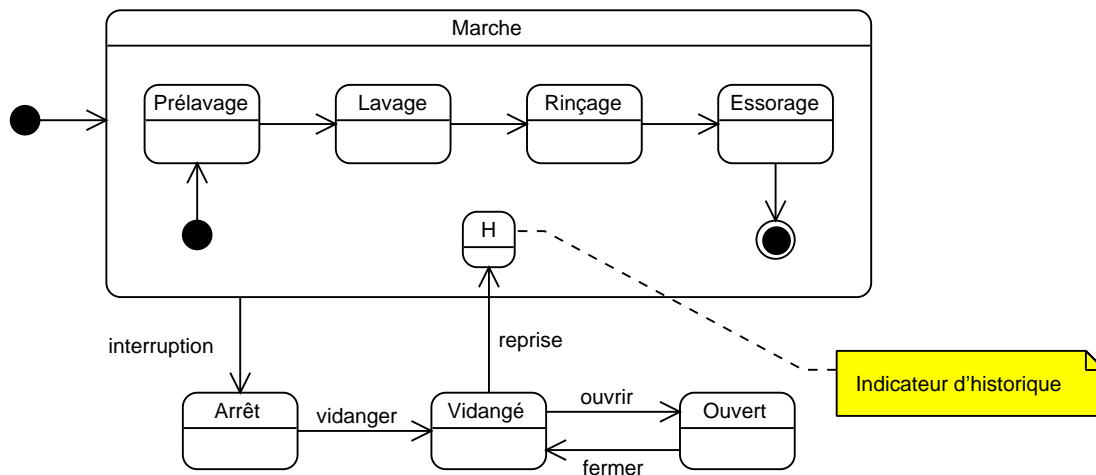 Marche
Prélavage
Lavage
Rinçage
Essorage
H
interruption
reprise
Indicateur d’historique
Arrêt
vidanger
Vidangé
ouvrir
Ouvert
fermer